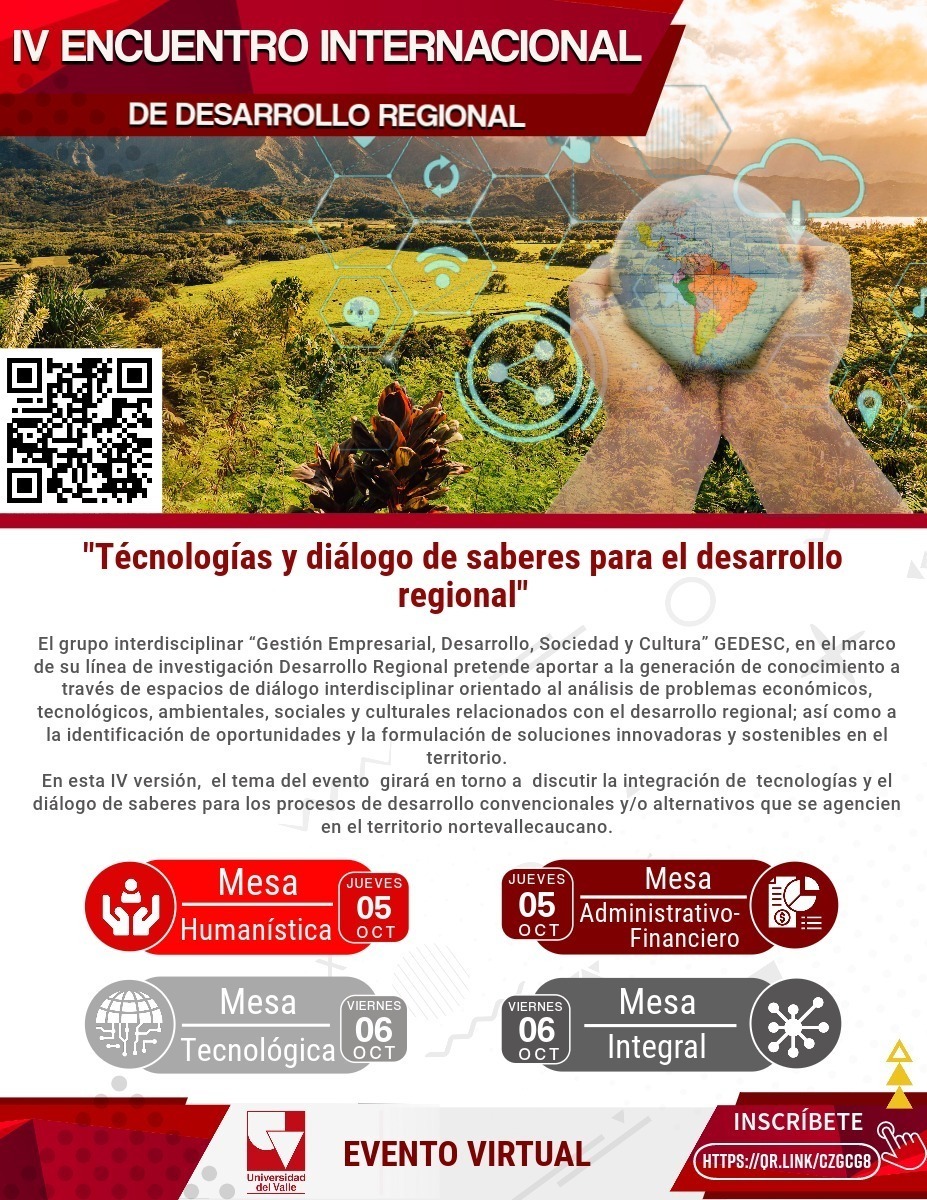 IV ENCUENTRO INTERNACIONAL
DE DESARROLLO REGIONAL
"Técnologías y diálogo de saberes para el desarrollo
regional"
El grupo interdisciplinar “Gestión Empresarial, Desarrollo, Sociedad y Cultura” GEDESC, en el marco
de su línea de investigación Desarrollo Regional pretende aportar a la generación de conocimiento a
través de espacios de diálogo interdisciplinar orientado al análisis de problemas económicos,
tecnológicos, ambientales, sociales y culturales relacionados con el desarrollo regional; así como a
la identificación de oportunidades y la formulación de soluciones innovadoras y sostenibles en el
territorio.
En esta IV versión, el tema del evento girará en torno a discutir la integración de tecnologías y el
diálogo de saberes para los procesos de desarrollo convencionales y/o alternativos que se agencien
en el territorio nortevallecaucano.
Mesa
Humanística
JUEVES
05
OCT
JUEVES
05
OCT
Mesa
Administrativo-
Financiero
Mesa
Tecnológica
VIERNES
06
OCT
VIERNES
06
OCT
Mesa
Integral
Universidad
del Valle
EVENTO VIRTUAL
INSCRÍBETE
HTTPS://QR.LINK/CZGCG8